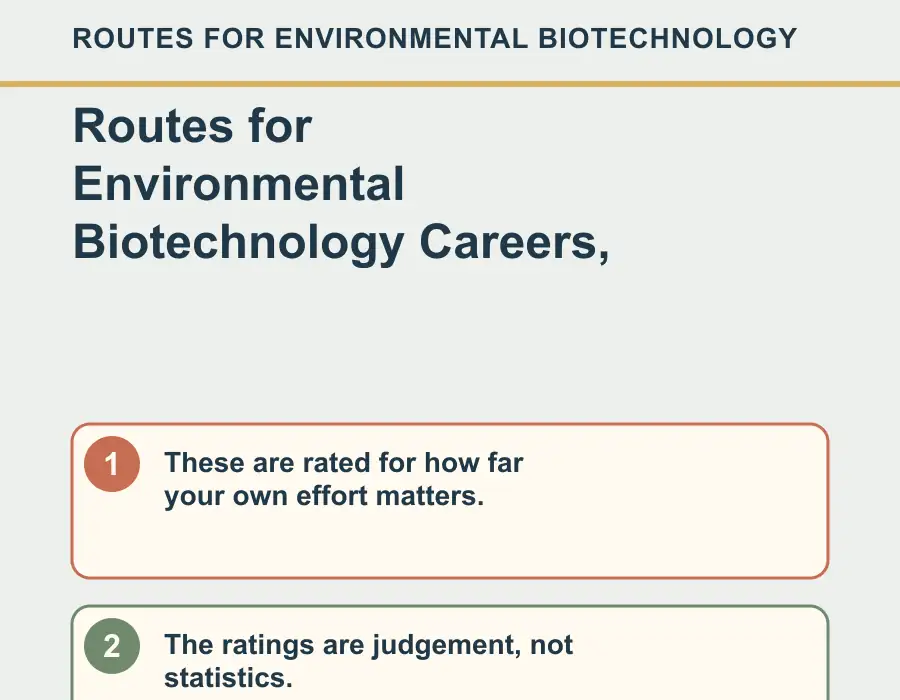 ROUTES FOR ENVIRONMENTAL BIOTECHNOLOGY
Routes for
Environmental
Biotechnology Careers,
1
These are rated for how far
your own effort matters.
2
The ratings are judgement, not
statistics.